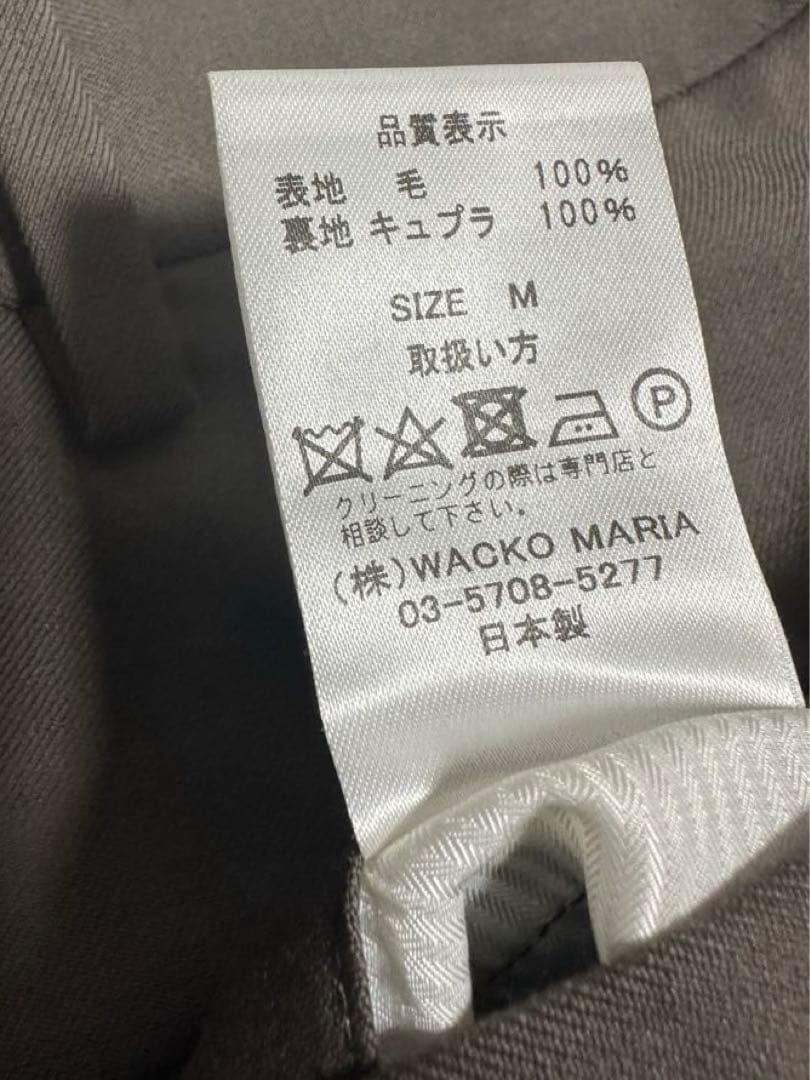 品質表示
表地 毛 100%
裏地 キュプラ 100%
SIZE M
取扱い方
P
クリーニングの際は専門店と
相談して下さい。
(株)WACKO MARIA
03-5708-5277
日本製